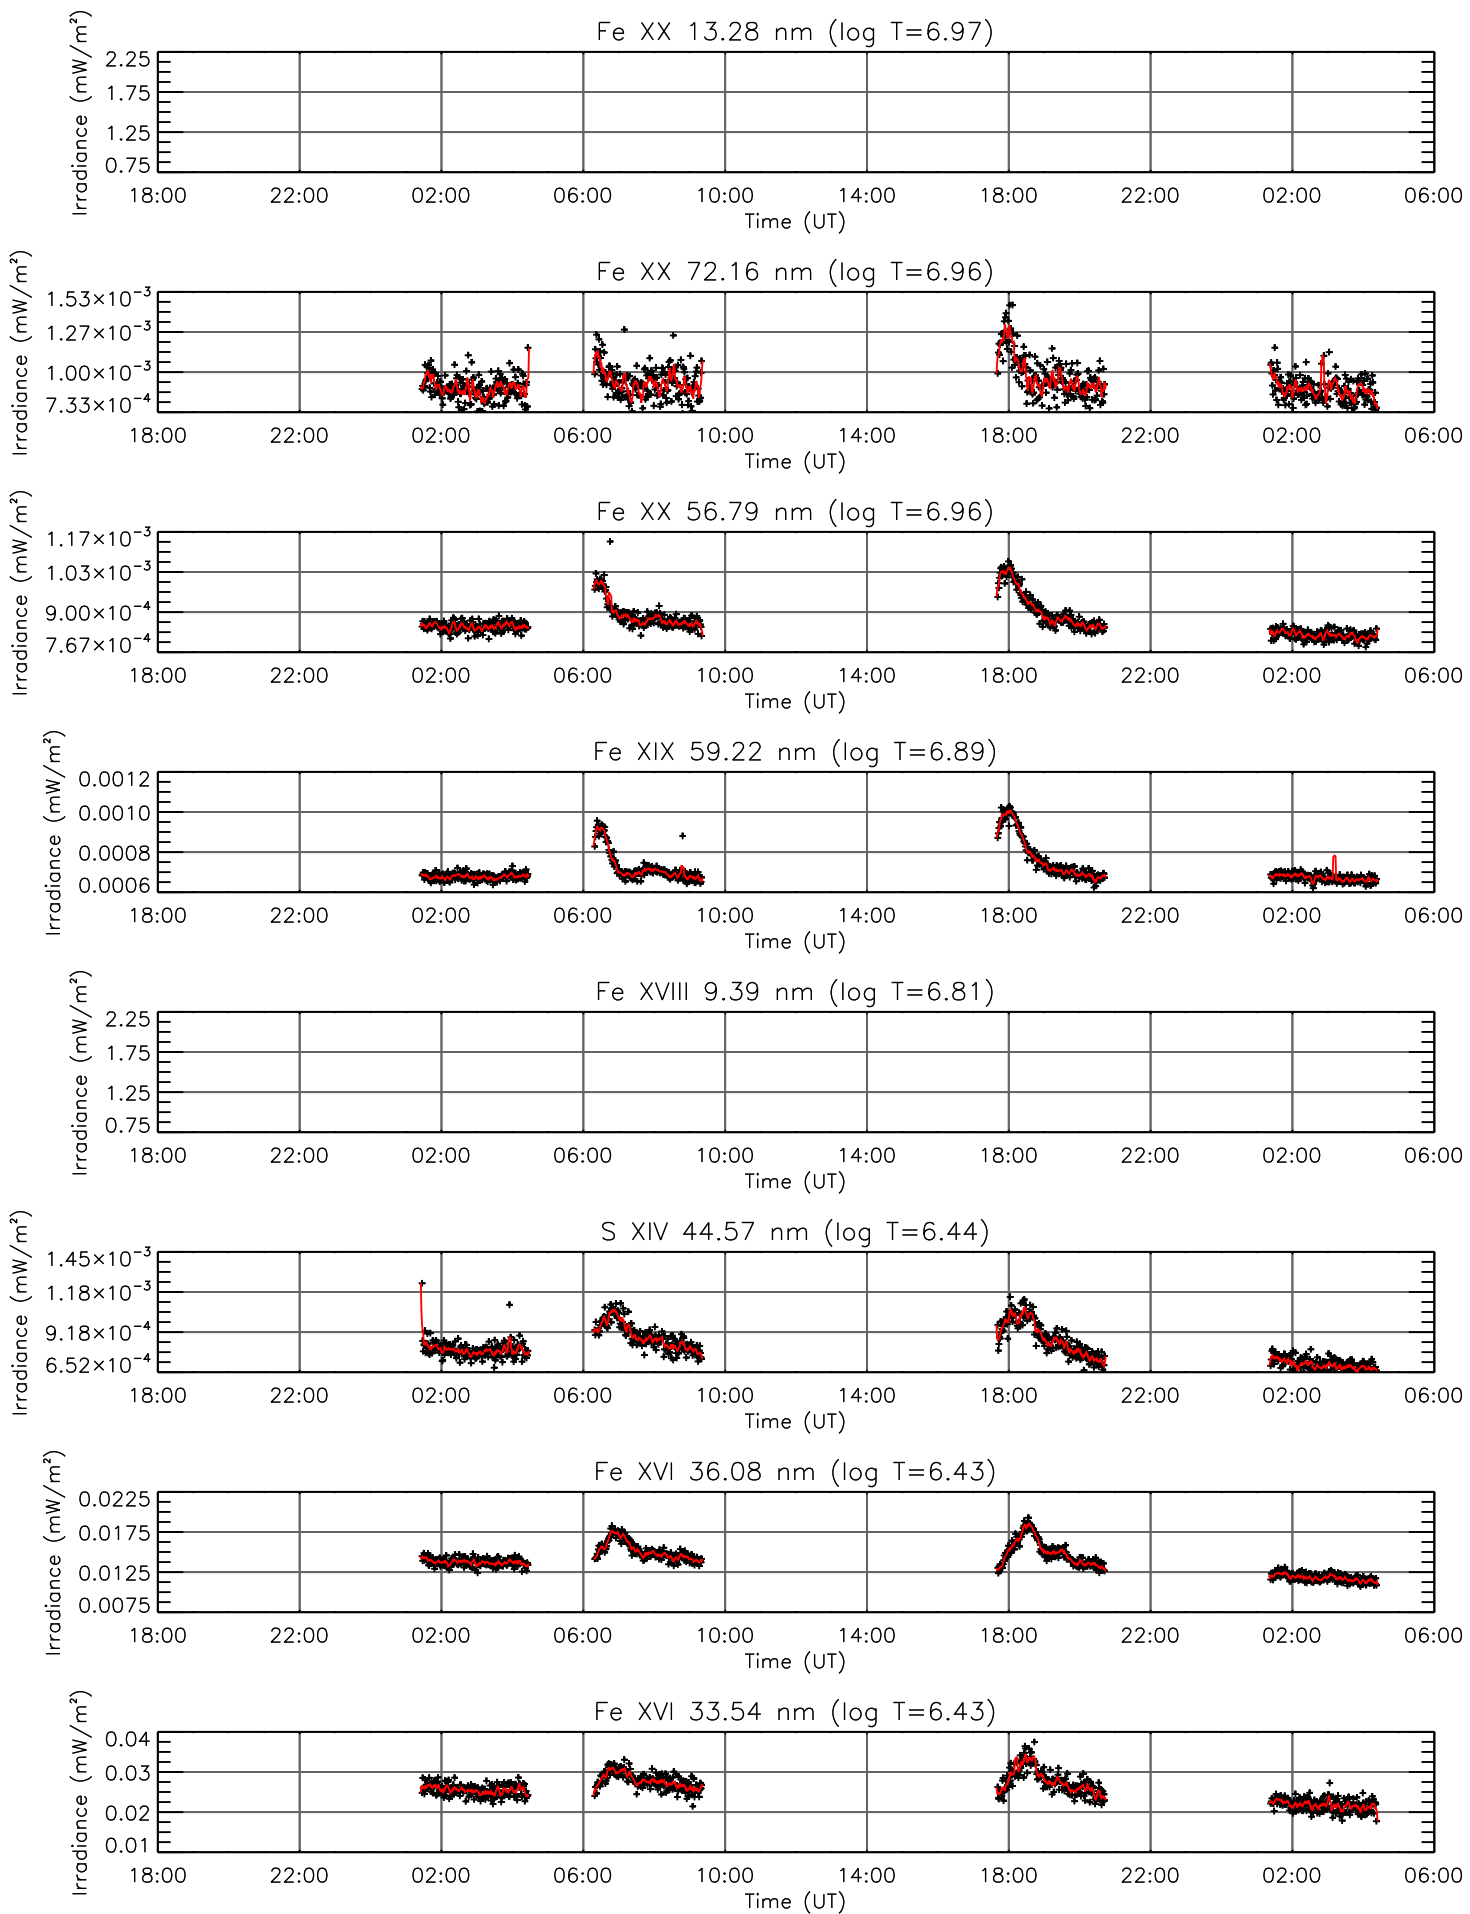 Fe XX 13.28 nm (log T=6.97)
Irradiance (mW/m²)
2.25
1.75
1.25
0.75
18:00 22:00 02:00 06:00 10:00 14:00 18:00 22:00 02:00 06:00
Time (UT)
Fe XX 72.16 nm (log T=6.96)
Irradiance (mW/m²)
1.53×10⁻³
1.27×10⁻³
1.00×10⁻³
7.33×10⁻⁴
18:00 22:00 02:00 06:00 10:00 14:00 18:00 22:00 02:00 06:00
Time (UT)
Fe XX 56.79 nm (log T=6.96)
Irradiance (mW/m²)
1.17×10⁻³
1.03×10⁻³
9.00×10⁻⁴
7.67×10⁻⁴
18:00 22:00 02:00 06:00 10:00 14:00 18:00 22:00 02:00 06:00
Time (UT)
Fe XIX 59.22 nm (log T=6.89)
Irradiance (mW/m²)
0.0012
0.0010
0.0008
0.0006
18:00 22:00 02:00 06:00 10:00 14:00 18:00 22:00 02:00 06:00
Time (UT)
Fe XVIII 9.39 nm (log T=6.81)
Irradiance (mW/m²)
2.25
1.75
1.25
0.75
18:00 22:00 02:00 06:00 10:00 14:00 18:00 22:00 02:00 06:00
Time (UT)
S XIV 44.57 nm (log T=6.44)
Irradiance (mW/m²)
1.45×10⁻³
1.18×10⁻³
9.18×10⁻⁴
6.52×10⁻⁴
18:00 22:00 02:00 06:00 10:00 14:00 18:00 22:00 02:00 06:00
Time (UT)
Fe XVI 36.08 nm (log T=6.43)
Irradiance (mW/m²)
0.0225
0.0175
0.0125
0.0075
18:00 22:00 02:00 06:00 10:00 14:00 18:00 22:00 02:00 06:00
Time (UT)
Fe XVI 33.54 nm (log T=6.43)
Irradiance (mW/m²)
0.04
0.03
0.02
0.01
18:00 22:00 02:00 06:00 10:00 14:00 18:00 22:00 02:00 06:00
Time (UT)